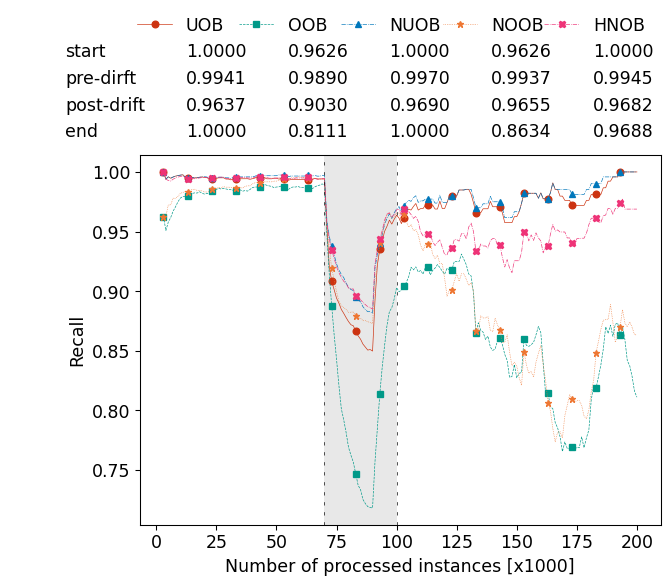 UOB OOB NUOB NOOB HNOB
start 1.0000 0.9626 1.0000 0.9626 1.0000
pre-dirft 0.9941 0.9890 0.9970 0.9937 0.9945
post-drift 0.9637 0.9030 0.9690 0.9655 0.9682
end 1.0000 0.8111 1.0000 0.8634 0.9688
1.00
0.95
0.90
0.85
0.80
0.75
Recall
0 25 50 75 100 125 150 175 200
Number of processed instances [x1000]